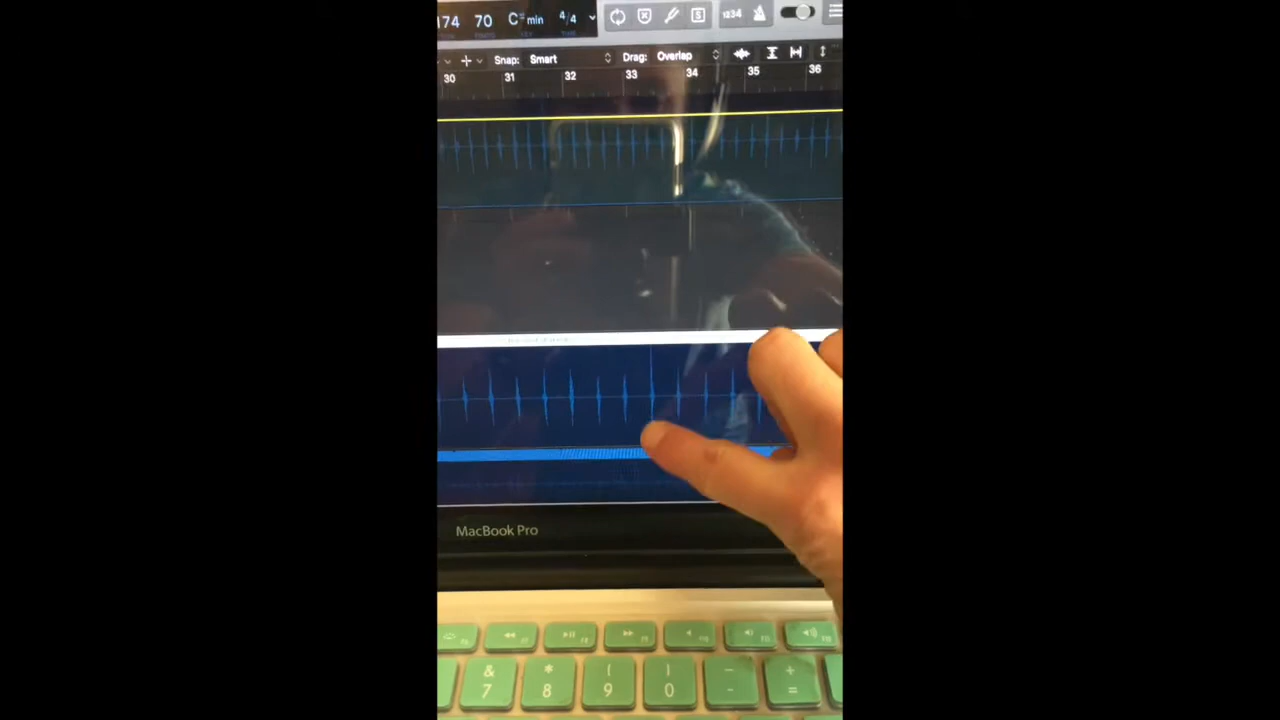 174 70 C# min 4/4
1234 S
Snap: Smart Drag: Overlap
30 31 32 33 34 35 36
MacBook Pro
& * ( ) — +
7 8 9 0 - =